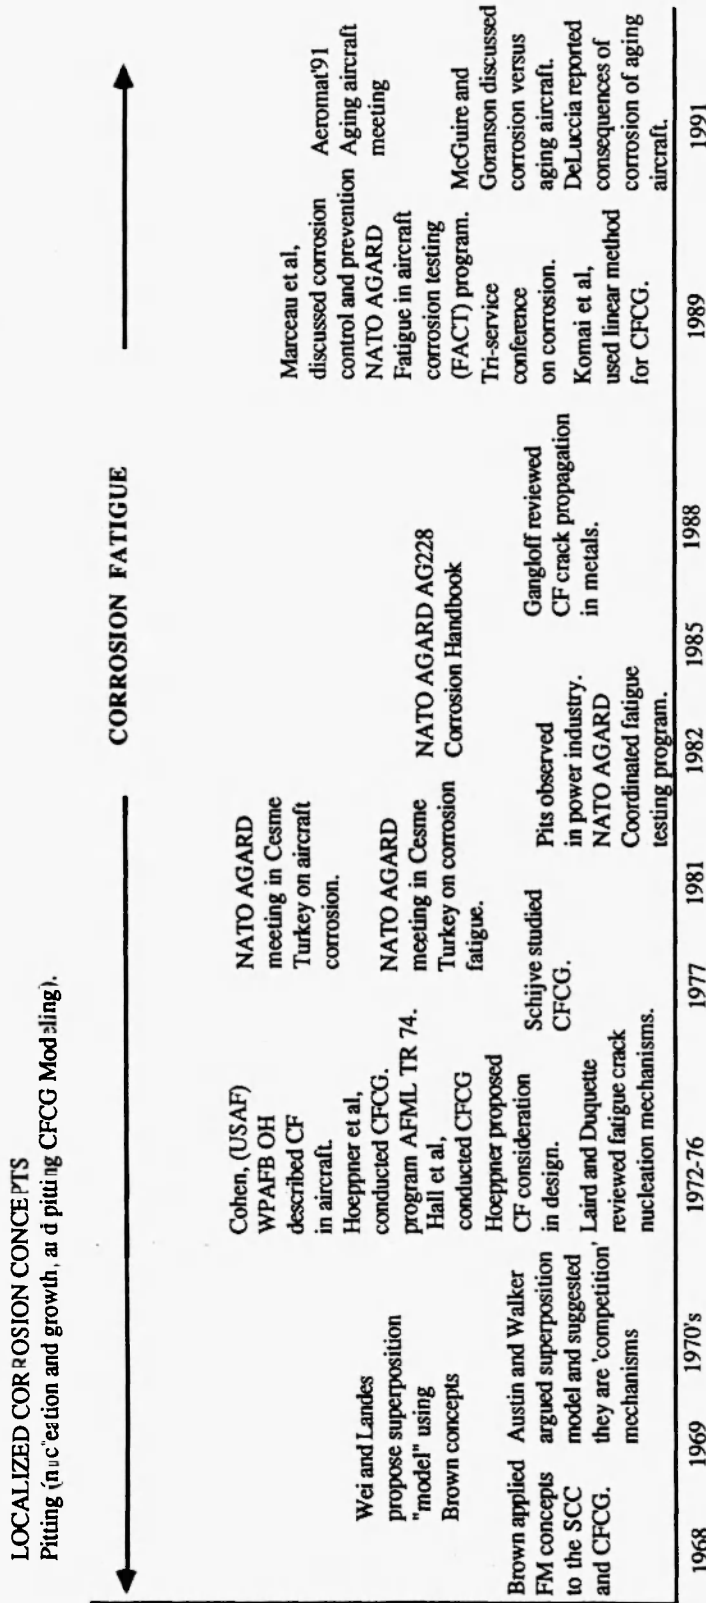 LOCALIZED CORROSION CONCEPTS
Pitting (nucleation and growth, and pitting CFCG Modeling).
CORROSION FATIGUE
Brown applied
FM concepts
to the SCC
and CFCG.
Wei and Landes
propose superposition
"model" using
Brown concepts
Austin and Walker
argued superposition
model and suggested
they are 'competition'
mechanisms
Cohen, (USAF)
WPAFB OH
described CF
in aircraft.
Hoeppner et al,
conducted CFCG.
program AFML TR 74.
Hall et al,
conducted CFCG
Hoeppner proposed
CF consideration
in design.
Laird and Duquette
reviewed fatigue crack
nucleation mechanisms.
Schijve studied
CFCG.
NATO AGARD
meeting in Cesme
Turkey on aircraft
corrosion.
NATO AGARD
meeting in Cesme
Turkey on corrosion
fatigue.
Pits observed
in power industry.
NATO AGARD
Coordinated fatigue
testing program.
NATO AGARD AG228
Corrosion Handbook
Gangloff reviewed
CF crack propagation
in metals.
Marceau et al,
discussed corrosion
control and prevention
NATO AGARD
Fatigue in aircraft
corrosion testing
(FACT) program.
Tri-service
conference
on corrosion.
Komai et al,
used linear method
for CFCG.
Aeromat'91
Aging aircraft
meeting
McGuire and
Goranson discussed
corrosion versus
aging aircraft.
DeLuccia reported
consequences of
corrosion of aging
aircraft.
1968 1969 1970's 1972-76 1977 1981 1982 1985 1988 1989 1991